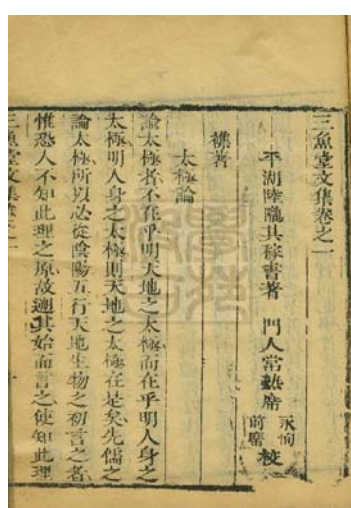 三魚堂文集卷之一
平湖陸隴其稼書著 門人常熟席 永恂 前席 校
雜著
太極論
論太極者不在乎明天地之太極而在乎明人身之
太極明人身之太極則天地之太極在是矣先儒之
論太極所以必從陰陽五行天地生物之初言之者
惟恐人不知此理之原故遡其始而言之使知此理
三魚堂文集卷之一 一